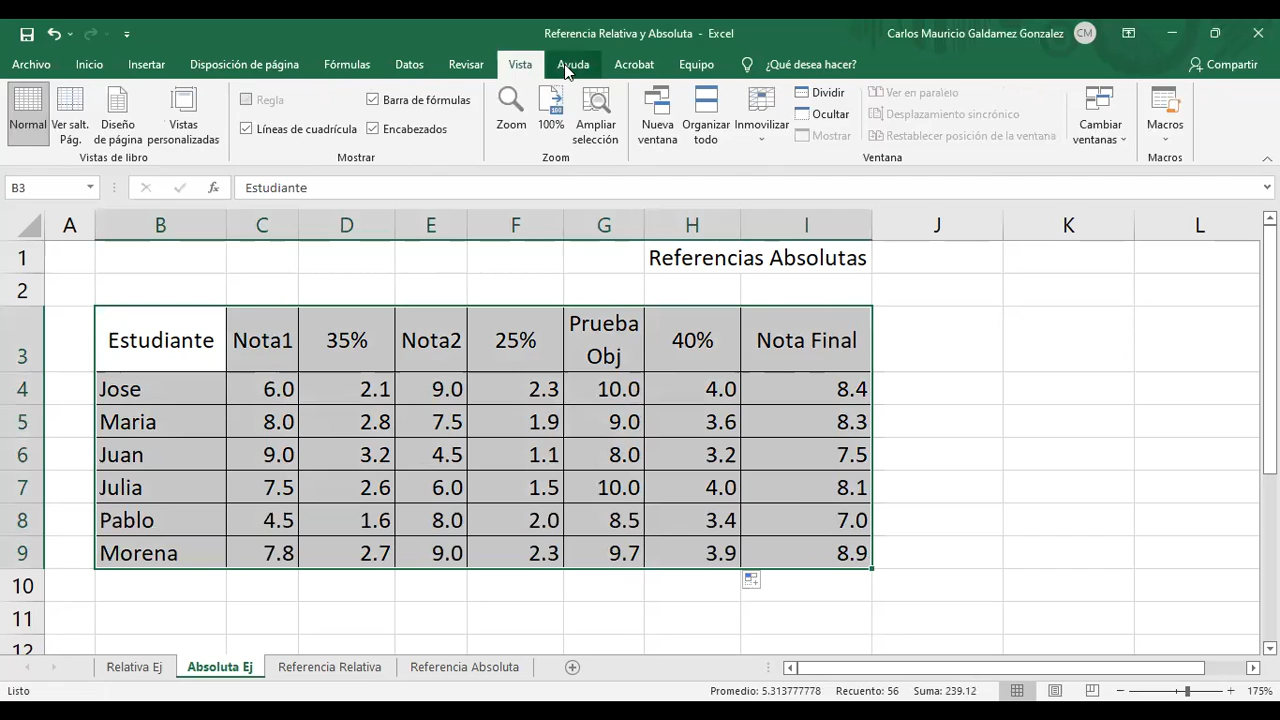 Referencia Relativa y Absoluta - Excel
Carlos Mauricio Galdamez Gonzalez CM
Archivo Inicio Insertar Disposición de página Fórmulas Datos Revisar Vista Ayuda Acrobat Equipo ¿Qué desea hacer? Compartir
Normal
Ver salt. Pág.
Diseño de página
Vistas personalizadas
Vistas de libro
Regla
Barra de fórmu
Líneas de cuadrícula
Encabezados
Mostrar
Zoom
100%
Ampliar selección
Zoom
Nueva ventana
Organizar todo
Inmovilizar
Dividir
Ocultar
Mostrar
Ver en paralelo
Desplazamiento sincrónico
Restablecer posición de la ventana
Cambiar ventanas
Ventana
Macros
Macros
B3 fx Estudiante
A B C D E F G H I J K L
1 Referencias Absolutas
2
3 Estudiante Nota1 35% Nota2 25% Prueba Obj 40% Nota Final
4 Jose 6.0 2.1 9.0 2.3 10.0 4.0 8.4
5 Maria 8.0 2.8 7.5 1.9 9.0 3.6 8.3
6 Juan 9.0 3.2 4.5 1.1 8.0 3.2 7.5
7 Julia 7.5 2.6 6.0 1.5 10.0 4.0 8.1
8 Pablo 4.5 1.6 8.0 2.0 8.5 3.4 7.0
9 Morena 7.8 2.7 9.0 2.3 9.7 3.9 8.9
10
11
12
Relativa Ej Absoluta Ej Referencia Relativa Referencia Absoluta
Listo Promedio: 5.313777778 Recuento: 56 Suma: 239.12 175%